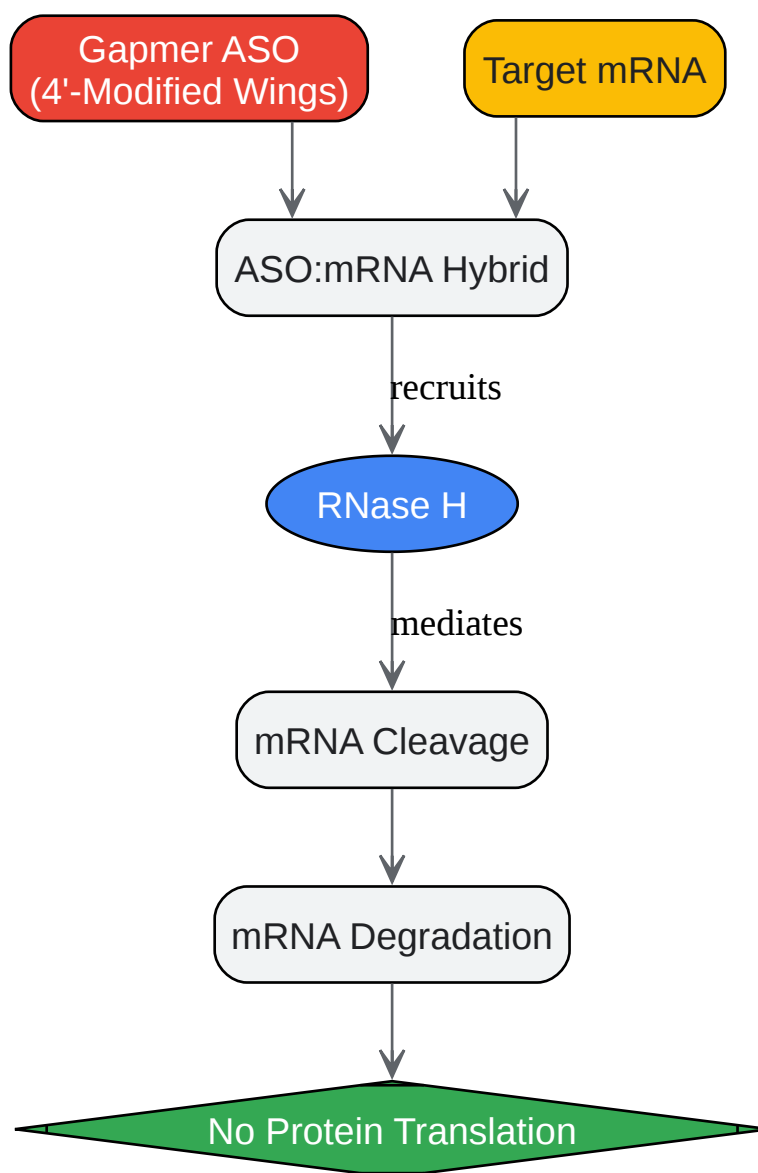 Gapmer ASO
(4'-Modified Wings)
Target mRNA
ASO:mRNA Hybrid
recruits
RNase H
mediates
mRNA Cleavage
mRNA Degradation
No Protein Translation